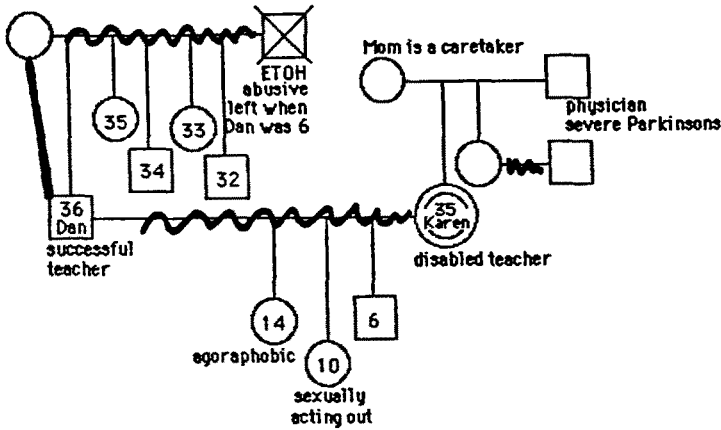 Mom is a caretaker
ETOH
abusive
left when
Dan was 6
physician
severe Parkinsons
35
33
34
32
36
Dan
35
Karen
successful
teacher
disabled teacher
14
6
agoraphobic
10
sexually
acting out